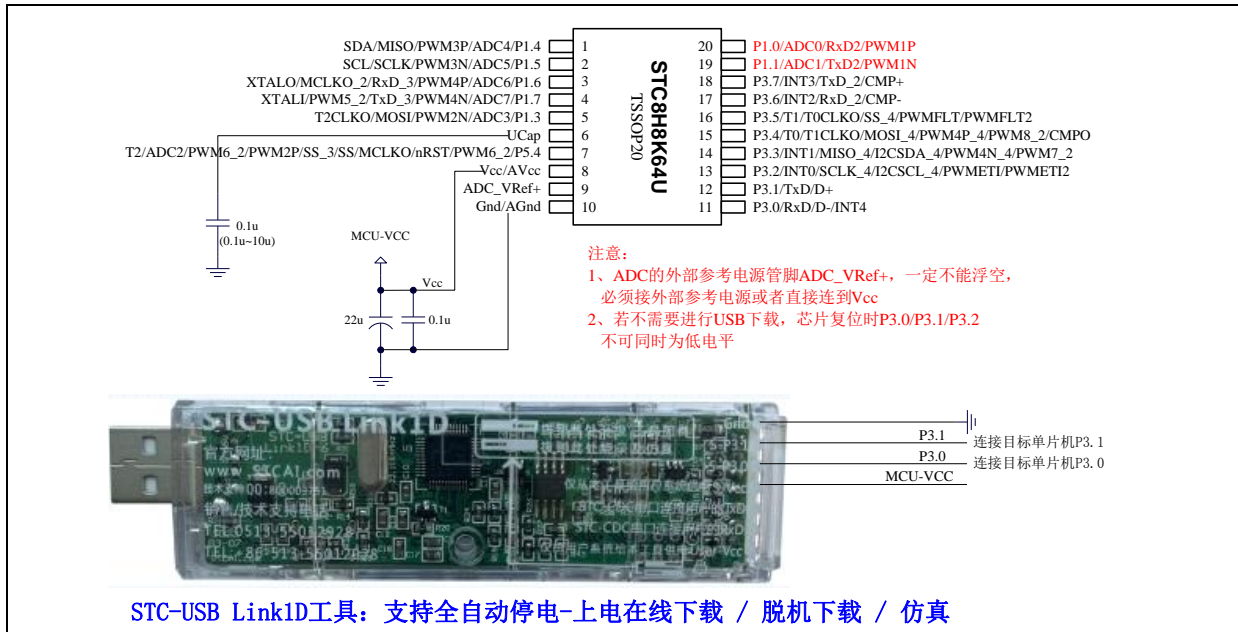 SDA/MISO/PWM3P/ADC4/P1.4 1
SCL/SCLK/PWM3N/ADC5/P1.5 2
XTALO/MCLKO_2/RxD_3/PWM4P/ADC6/P1.6 3
XTALI/PWM5_2/TxD_3/PWM4N/ADC7/P1.7 4
T2CLKO/MOSI/PWM2N/ADC3/P1.3 5
UCap 6
T2/ADC2/PWM6_2/PWM2P/SS_3/SS/MCLKO/nRST/PWM6_2/P5.4 7
Vcc/AVcc 8
ADC_VRef+ 9
Gnd/AGnd 10
STC8H8K64U
TSSOP20
20 P1.0/ADC0/RxD2/PWM1P
19 P1.1/ADC1/TxD2/PWM1N
18 P3.7/INT3/TxD_2/CMP+
17 P3.6/INT2/RxD_2/CMP-
16 P3.5/T1/T0CLKO/SS_4/PWMFLT/PWMFLT2
15 P3.4/T0/T1CLKO/MOSI_4/PWM4P_4/PWM8_2/CMPO
14 P3.3/INT1/MISO_4/I2CSDA_4/PWM4N_4/PWM7_2
13 P3.2/INT0/SCLK_4/I2CSCL_4/PWMETI/PWMETI2
12 P3.1/TxD/D+
11 P3.0/RxD/D-/INT4
0.1u
(0.1u~10u)
MCU-VCC
Vcc
22u
0.1u
注意：
1、ADC的外部参考电源管脚ADC_VRef+，一定不能浮空，
必须接外部参考电源或者直接连到Vcc
2、若不需要进行USB下载，芯片复位时P3.0/P3.1/P3.2
不可同时为低电平
STC-USB Link1D
官方网址:
www.STCAI.com
TEL:0513-55012928
P3.1 连接目标单片机P3.1
P3.0 连接目标单片机P3.0
MCU-VCC
STC-USB Link1D工具：支持全自动停电-上电在线下载 / 脱机下载 / 仿真